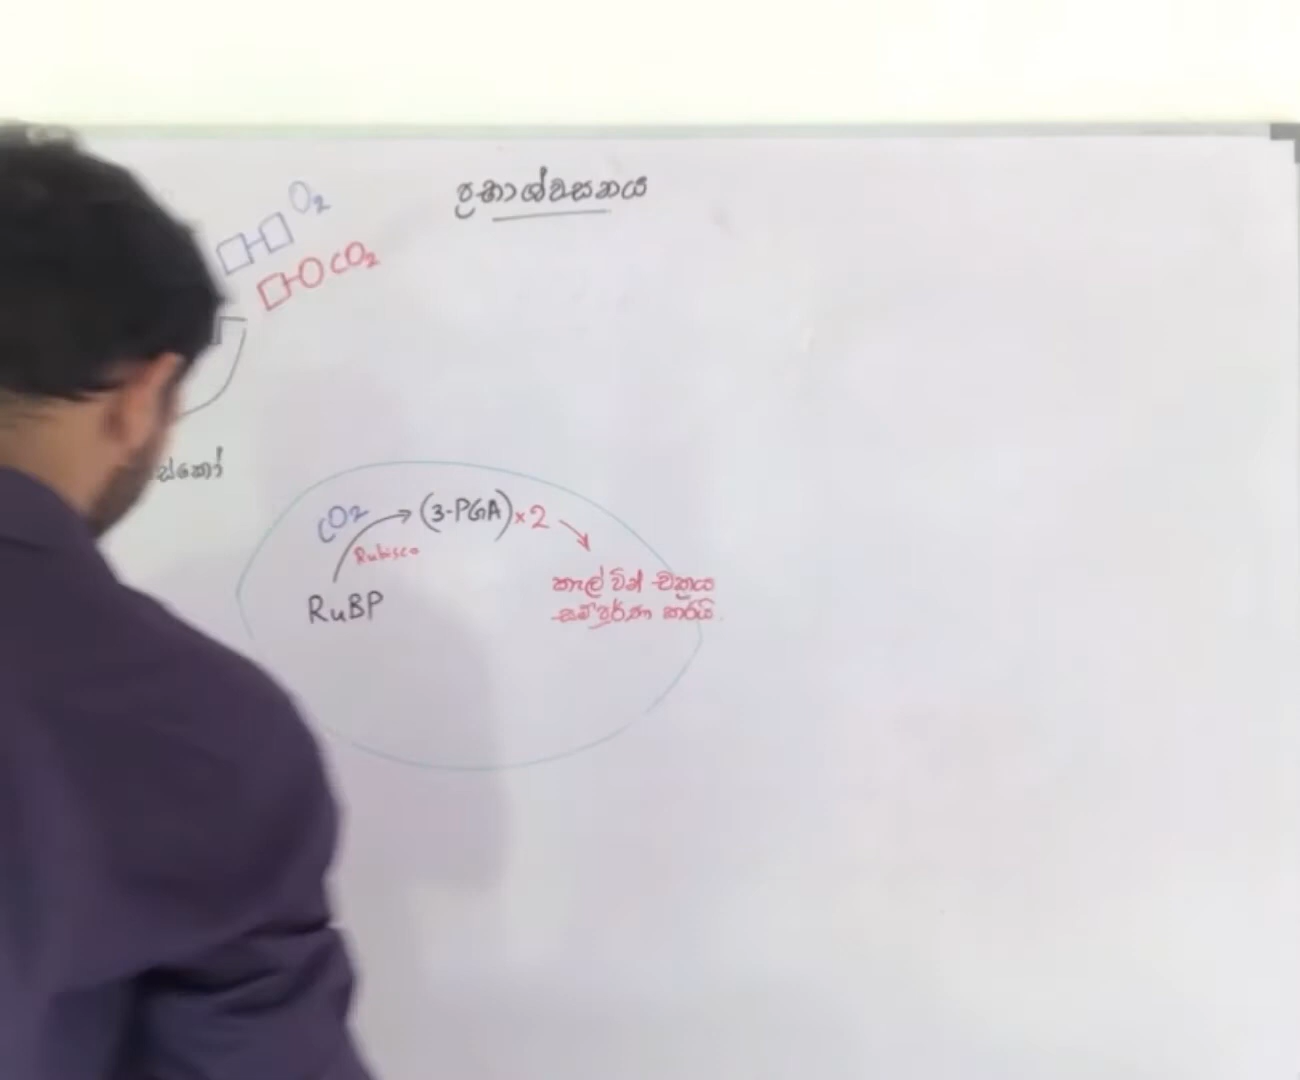 ප්‍රභාශ්වසනය
O2
CO2
CO2
(3-PGA)×2
Rubisco
RuBP
කැල්වින් චක්‍රය
සම්පූර්ණ කරයි.